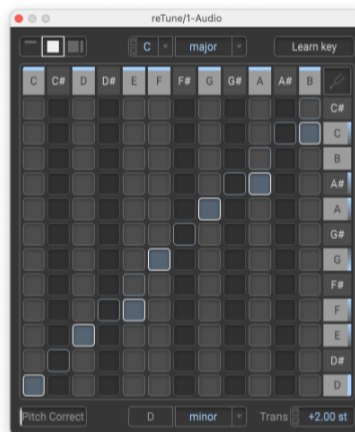 reTune/1-Audio
C major Learn key
C C# D D# E F F# G G# A A# B
C#
C
B
A#
A
G#
G
F#
F
E
D#
D
Pitch Correct D minor Trans +2.00 st